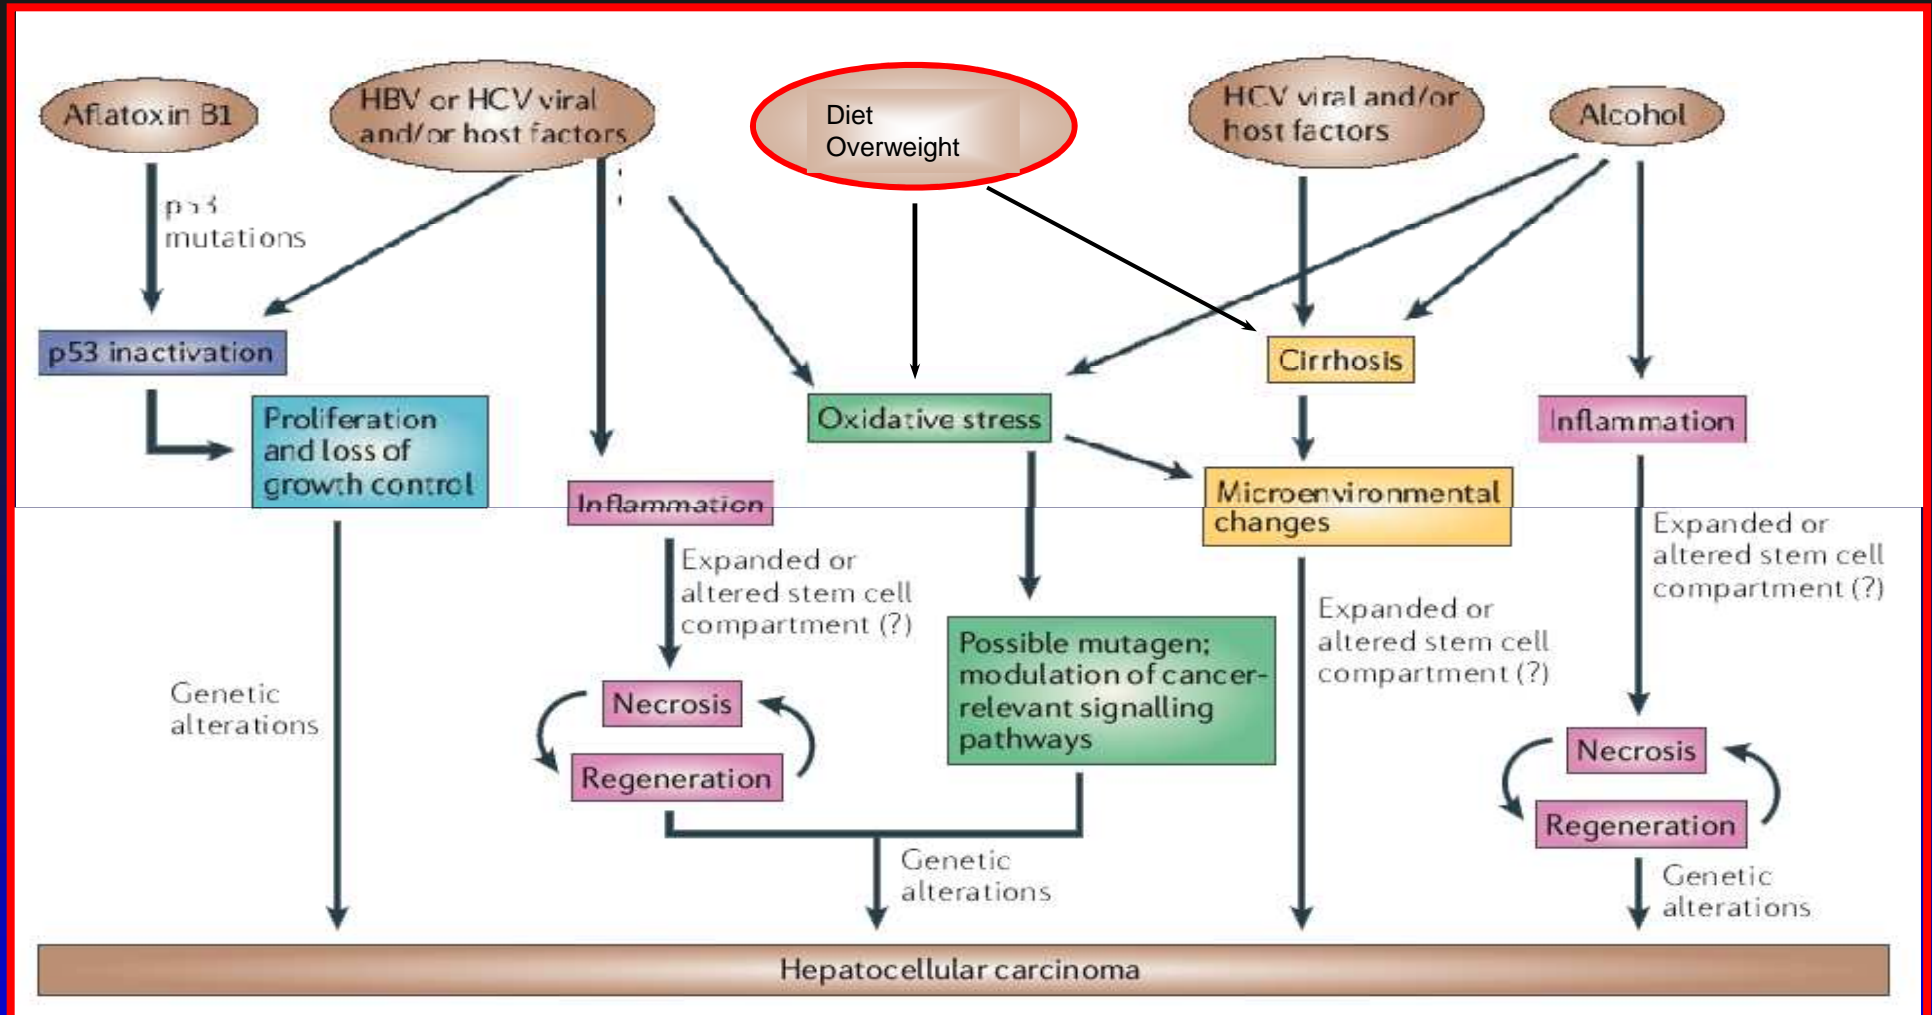 Aflatoxin B1
HBV or HCV viral
and/or host factors
Diet
Overweight
HCV viral and/or
host factors
Alcohol
p53
mutations
p53 inactivation
Proliferation
and loss of
growth control
Inflammation
Oxidative stress
Cirrhosis
Microenvironmental
changes
Inflammation
Expanded or
altered stem cell
compartment (?)
Expanded or
altered stem cell
compartment (?)
Expanded or
altered stem cell
compartment (?)
Genetic
alterations
Necrosis
Regeneration
Possible mutagen;
modulation of cancer-
relevant signalling
pathways
Necrosis
Regeneration
Genetic
alterations
Genetic
alterations
Hepatocellular carcinoma